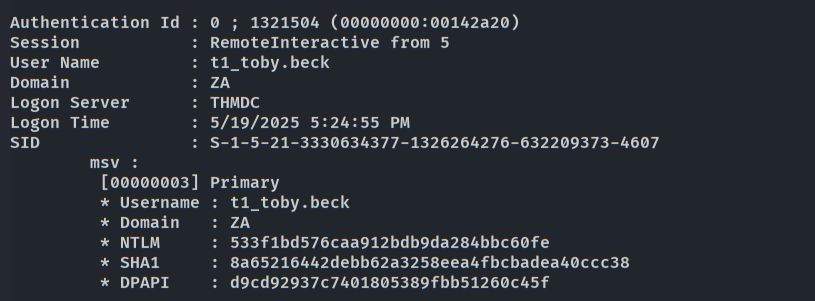 Authentication Id : 0 ; 1321504 (00000000:00142a20)
Session           : RemoteInteractive from 5
User Name         : t1_toby.beck
Domain            : ZA
Logon Server      : THMDC
Logon Time        : 5/19/2025 5:24:55 PM
SID               : S-1-5-21-3330634377-1326264276-632209373-4607
        msv :
         [00000003] Primary
         * Username : t1_toby.beck
         * Domain   : ZA
         * NTLM     : 533f1bd576caa912bdb9da284bbc60fe
         * SHA1     : 8a65216442debb62a3258eea4fbcbadea40ccc38
         * DPAPI    : d9cd92937c7401805389fbb51260c45f